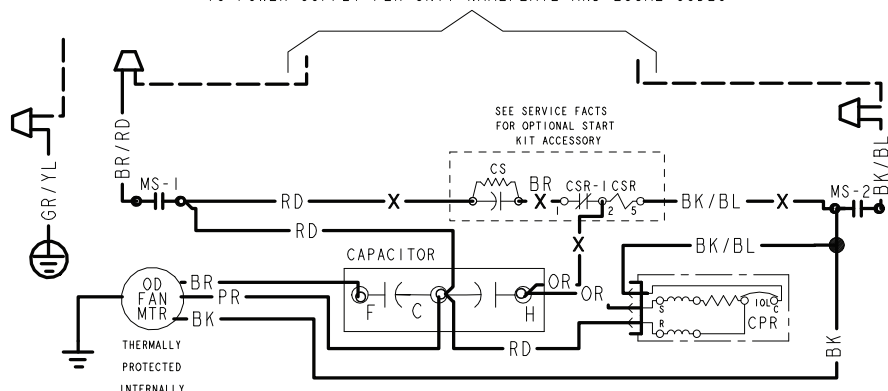 TO POWER SUPPLY PER UNIT NAMEPLATE AND LOCAL CODES
SEE SERVICE FACTS
FOR OPTIONAL START
KIT ACCESSORY
BR/RD
GR/YL
BK/BL
MS-1
RD
X
CS
BR
X
CSR-1
CSR
1
2
5
BK/BL
X
MS-2
RD
X
BK/BL
CAPACITOR
F
C
H
OR
OR
OD
FAN
MTR
BR
PR
BK
S
R
IOL
C
CPR
RD
BK
THERMALLY
PROTECTED
INTERNALLY